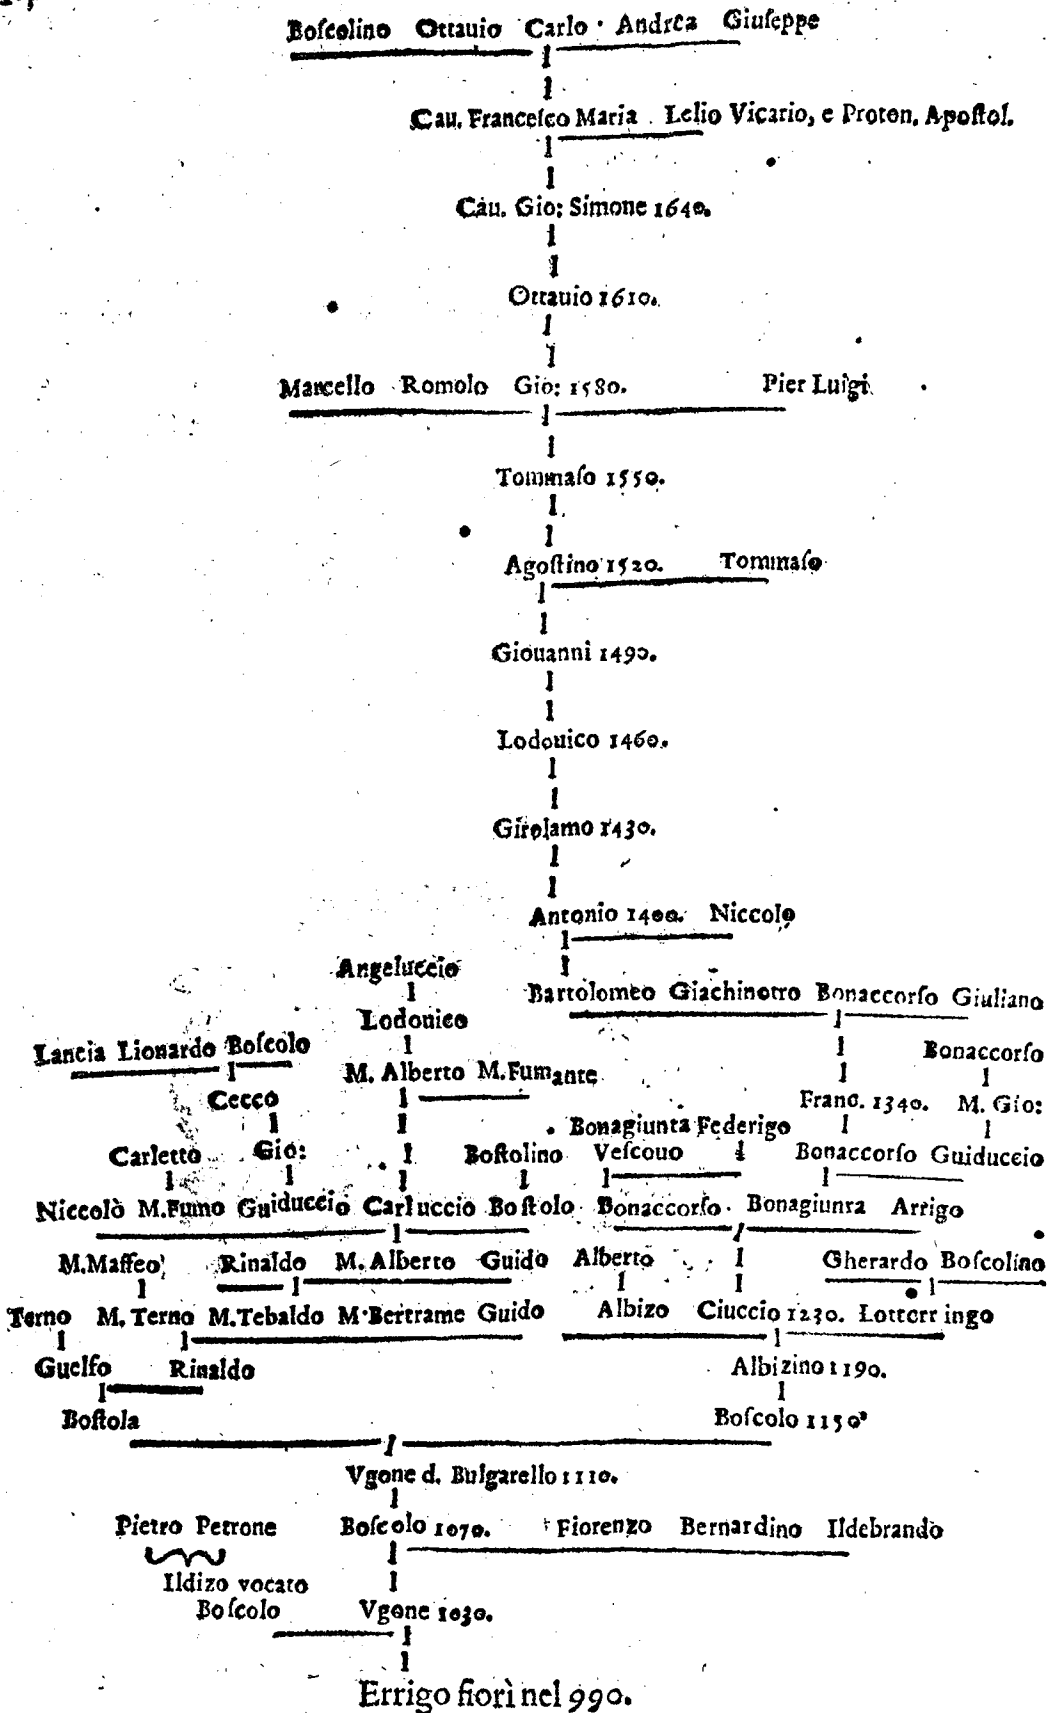 Boſcolino Ottauio Carlo Andrea Giuſeppe
Cau. Franceſco Maria Lelio Vicario, e Proton. Apoſtol.
Cau. Gio: Simone 1640.
Ottauio 1610.
Marcello Romolo Gio: 1580. Pier Luigi
Tommaſo 1550.
Agoſtino 1520. Tommaſo
Giouanni 1490.
Lodouico 1460.
Girolamo 1430.
Antonio 1400. Niccolo
Angeluccio
Bartolomeo Giachinotto Bonaccorſo Giuliano
Lodouico
Lancia Lionardo Boſcolo
Bonaccorſo
M. Alberto M.Fumante
Cecco
Franc. 1340. M. Gio:
Bonagiunta Federigo
Carletto Gio: Boſtolino Veſcouo Bonaccorſo Guiduccio
Niccolò M.Fumo Guiduccio Carluccio Boſtolo Bonaccorſo Bonagiunta Arrigo
M.Maffeo Rinaldo M.Alberto Guido Alberto Gherardo Boſcolino
Terno M. Terno M.Tebaldo M.Bertrame Guido Albizo Ciuccio 1230. Lotterringo
Guelfo Rinaldo Albizino 1190.
Boſtola Boſcolo 1150
Vgone d. Bulgarello 1110.
Pietro Petrone Boſcolo 1070. Fiorenzo Bernardino Ildebrando
Ildizo vocato
Boſcolo Vgone 1030.
Errigo fiorì nel 990.